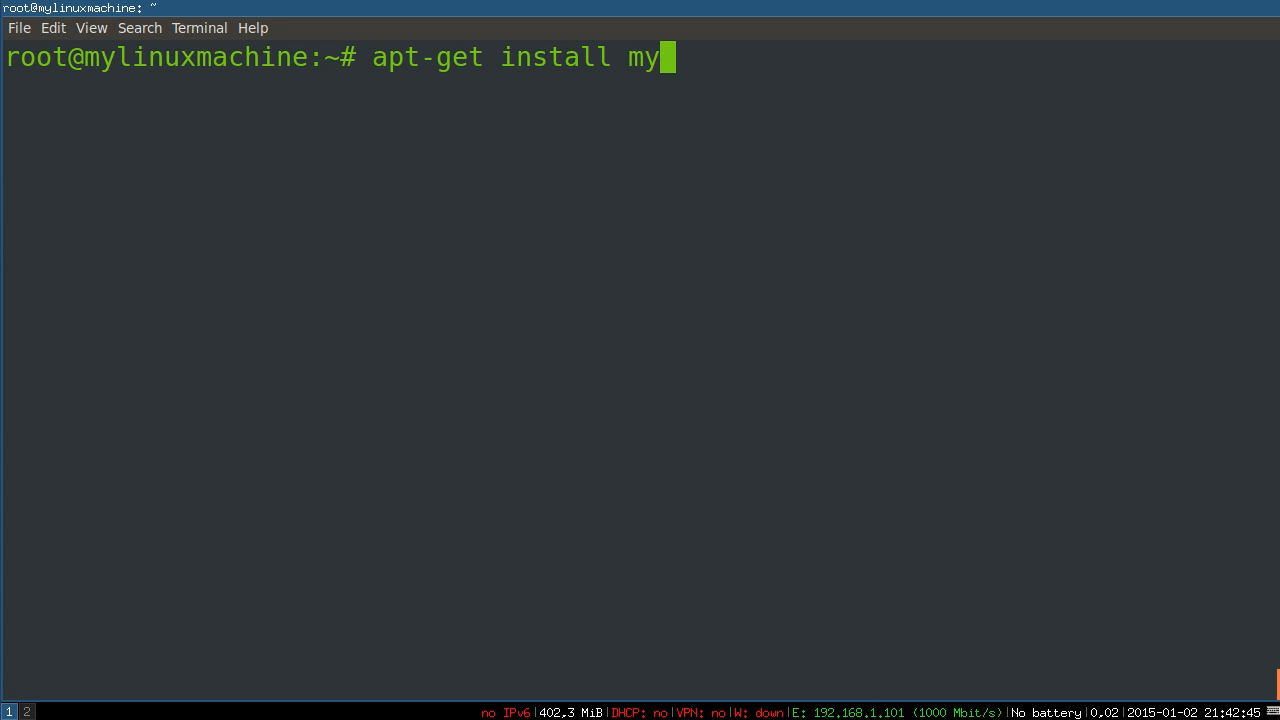 root@mylinuxmachine: ~
File Edit View Search Terminal Help
root@mylinuxmachine:~# apt-get install my
1 2 no IPv6|402,3 MiB|DHCP: no|VPN: no|W: down|E: 192.168.1.101 (1000 Mbit/s)|No battery|0,02|2015-01-02 21:42:45